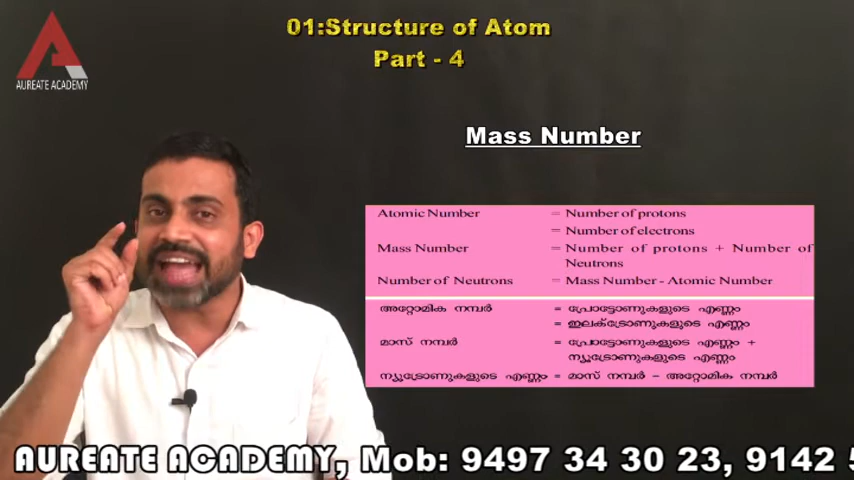 01:Structure of Atom
Part - 4
AUREATE ACADEMY
Mass Number
Atomic Number = Number of protons
= Number of electrons
Mass Number = Number of protons + Number of
Neutrons
Number of Neutrons = Mass Number - Atomic Number
അറ്റോമിക നമ്പർ = പ്രോട്ടോണുകളുടെ എണ്ണം
= ഇലക്ട്രോണുകളുടെ എണ്ണം
മാസ് നമ്പർ = പ്രോട്ടോണുകളുടെ എണ്ണം +
ന്യൂട്രോണുകളുടെ എണ്ണം
ന്യൂട്രോണുകളുടെ എണ്ണം = മാസ് നമ്പർ – അറ്റോമിക നമ്പർ
AUREATE ACADEMY, Mob: 9497 34 30 23, 9142 5